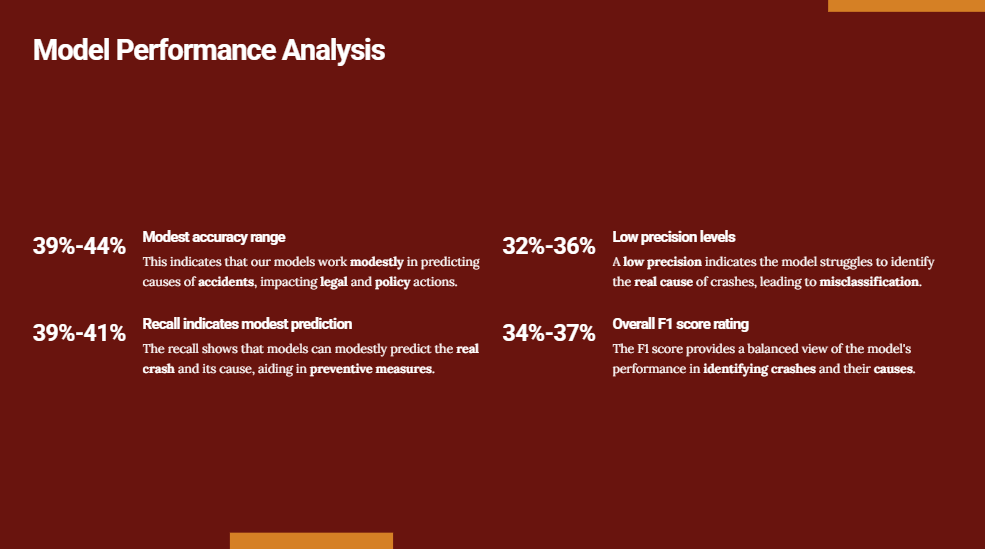 Model Performance Analysis
39%-44%
Modest accuracy range
This indicates that our models work modestly in predicting
causes of accidents, impacting legal and policy actions.
32%-36%
Low precision levels
A low precision indicates the model struggles to identify
the real cause of crashes, leading to misclassification.
39%-41%
Recall indicates modest prediction
The recall shows that models can modestly predict the real
crash and its cause, aiding in preventive measures.
34%-37%
Overall F1 score rating
The F1 score provides a balanced view of the model's
performance in identifying crashes and their causes.